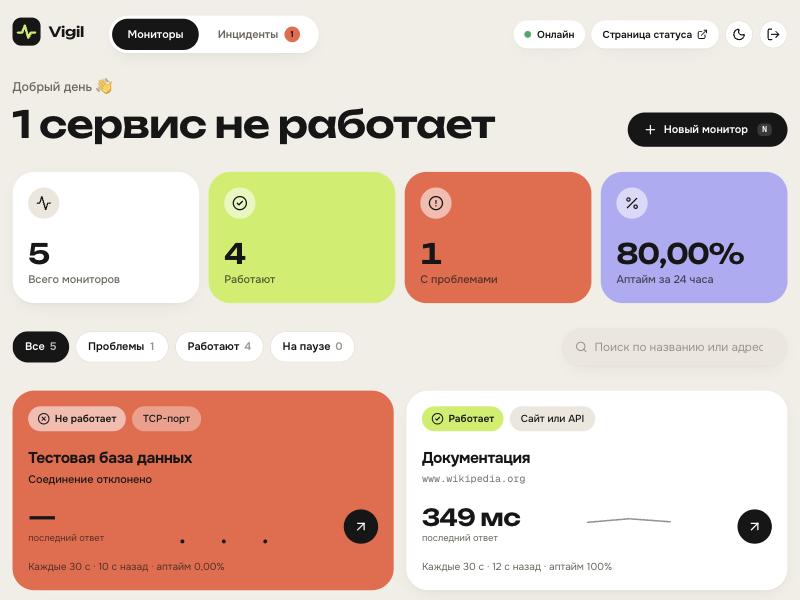 Vigil
Мониторы
Инциденты 1
Онлайн
Страница статуса
Добрый день 👋
1 сервис не работает
Новый монитор N
5
Всего мониторов
4
Работают
1
С проблемами
80,00%
Аптайм за 24 часа
Все 5
Проблемы 1
Работают 4
На паузе 0
Поиск по названию или адрес
Не работает
TCP-порт
Тестовая база данных
Соединение отклонено
—
последний ответ
Каждые 30 с · 10 с назад · аптайм 0,00%
Работает
Сайт или API
Документация
www.wikipedia.org
349 мс
последний ответ
Каждые 30 с · 12 с назад · аптайм 100%